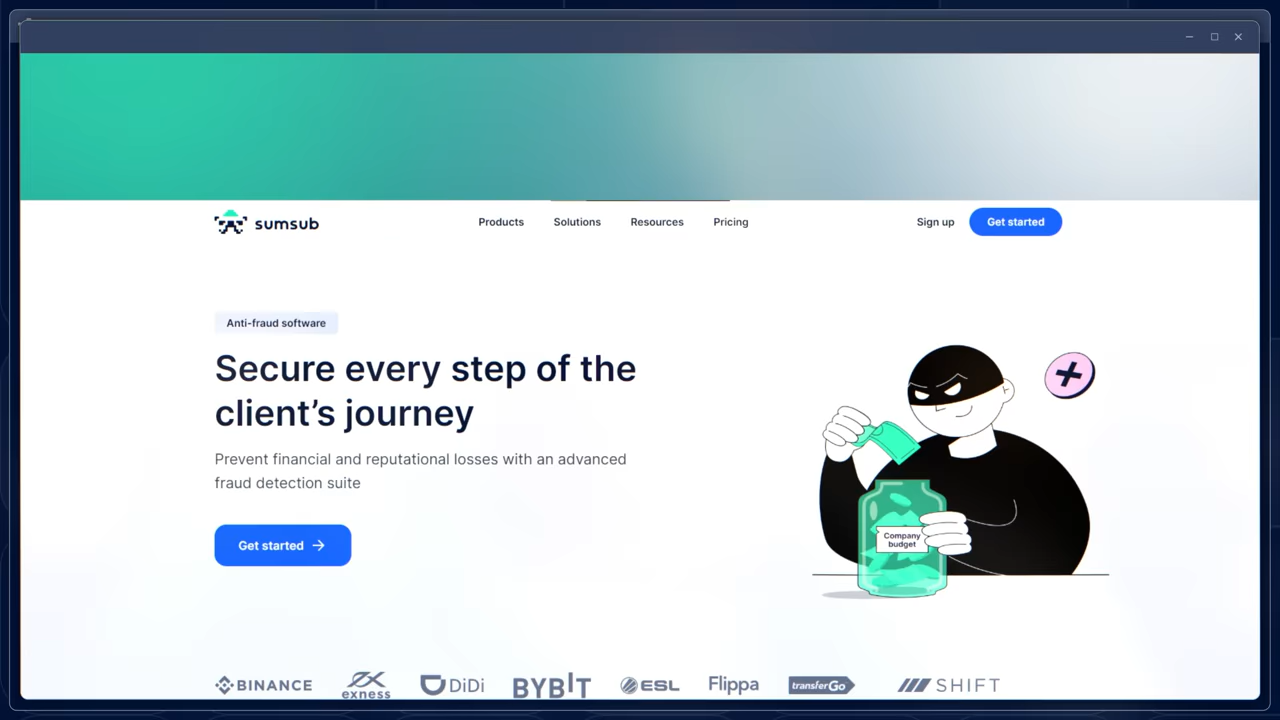 sumsub
Products
Solutions
Resources
Pricing
Sign up
Get started
Anti-fraud software
Secure every step of the
client’s journey
Prevent financial and reputational losses with an advanced
fraud detection suite
Get started
Company
budget
BINANCE
exness
DiDi
BYBIT
ESL
Flippa
transferGo
SHIFT